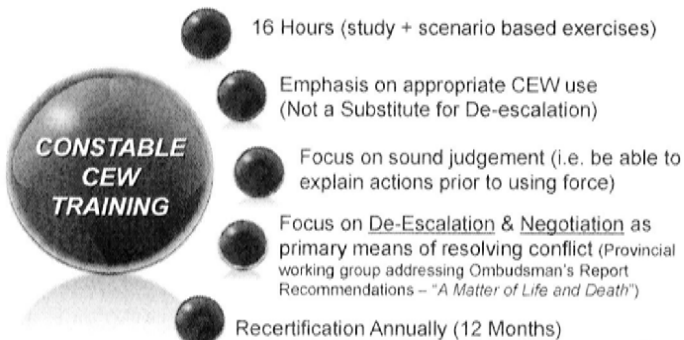 CONSTABLE
CEW
TRAINING
16 Hours (study + scenario based exercises)
Emphasis on appropriate CEW use
(Not a Substitute for De-escalation)
Focus on sound judgement (i.e. be able to
explain actions prior to using force)
Focus on De-Escalation & Negotiation as
primary means of resolving conflict (Provincial
working group addressing Ombudsman's Report
Recommendations – "A Matter of Life and Death")
Recertification Annually (12 Months)